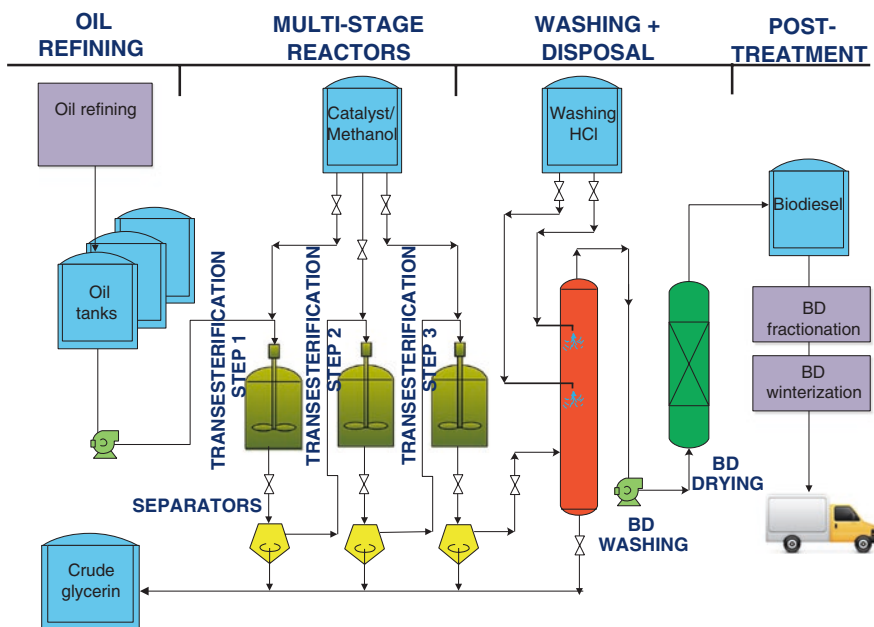 OIL
REFINING
MULTI-STAGE
REACTORS
WASHING +
DISPOSAL
POST-
TREATMENT
Oil refining
Catalyst/
Methanol
Washing
HCl
Biodiesel
Oil
tanks
TRANSESTERIFICATION
STEP 1
TRANSESTERIFICATION
STEP 2
TRANSESTERIFICATION
STEP 3
BD
fractionation
BD
winterization
SEPARATORS
BD
DRYING
BD
WASHING
Crude
glycerin